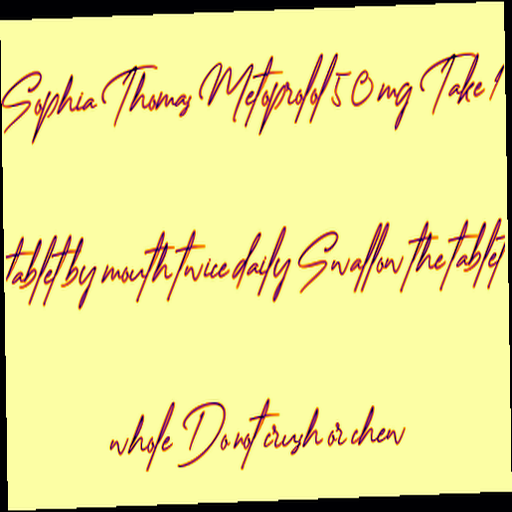 Sophia Thomas Metoprolol 50 mg Take 1
tablet by mouth twice daily Swallow the tablet
whole Do not crush or chew